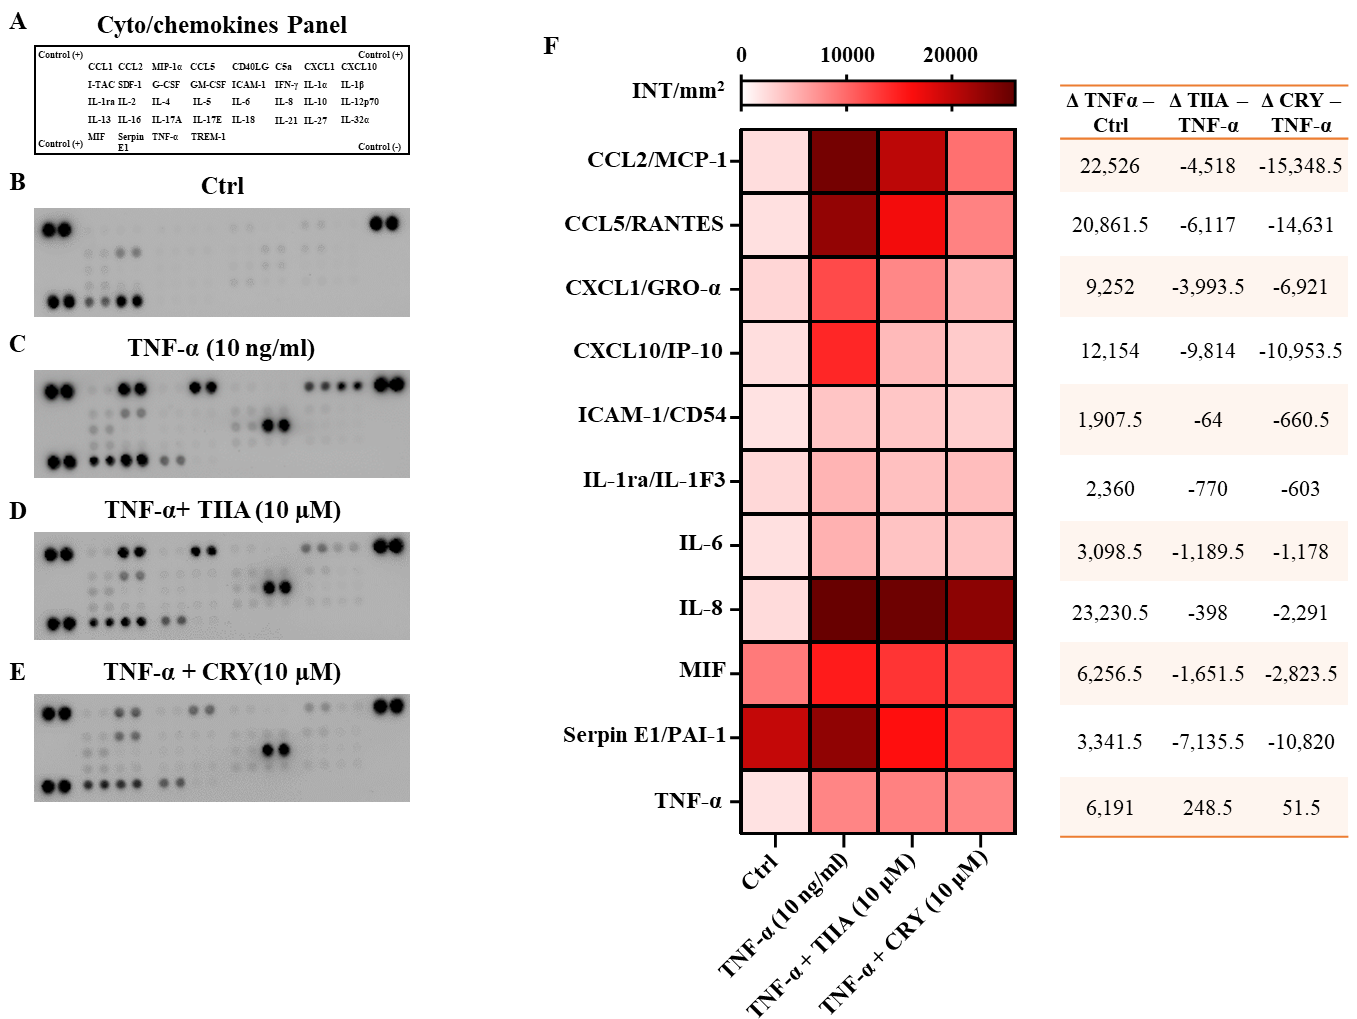 A
Cyto/chemokines Panel
Control (+) Control (+)
CCL1 CCL2 MIP-1α CCL5 CD40LG C5a CXCL1 CXCL10
I-TAC SDF-1 G-CSF GM-CSF ICAM-1 IFN-γ IL-1α IL-1β
IL-1ra IL-2 IL-4 IL-5 IL-6 IL-8 IL-10 IL-12p70
IL-13 IL-16 IL-17A IL-17E IL-18 IL-21 IL-27 IL-32α
MIF Serpin E1 TNF-α TREM-1
Control (+) Control (-)
B
Ctrl
C
TNF-α (10 ng/ml)
D
TNF-α+ TIIA (10 μM)
E
TNF-α + CRY(10 μM)
F
0 10000 20000
INT/mm²
CCL2/MCP-1
CCL5/RANTES
CXCL1/GRO-α
CXCL10/IP-10
ICAM-1/CD54
IL-1ra/IL-1F3
IL-6
IL-8
MIF
Serpin E1/PAI-1
TNF-α
Ctrl
TNF-α (10 ng/ml)
TNF-α + TIIA (10 μM)
TNF-α + CRY (10 μM)
Δ TNFα – Δ TIIA – Δ CRY –
Ctrl TNF-α TNF-α
22,526 -4,518 -15,348.5
20,861.5 -6,117 -14,631
9,252 -3,993.5 -6,921
12,154 -9,814 -10,953.5
1,907.5 -64 -660.5
2,360 -770 -603
3,098.5 -1,189.5 -1,178
23,230.5 -398 -2,291
6,256.5 -1,651.5 -2,823.5
3,341.5 -7,135.5 -10,820
6,191 248.5 51.5